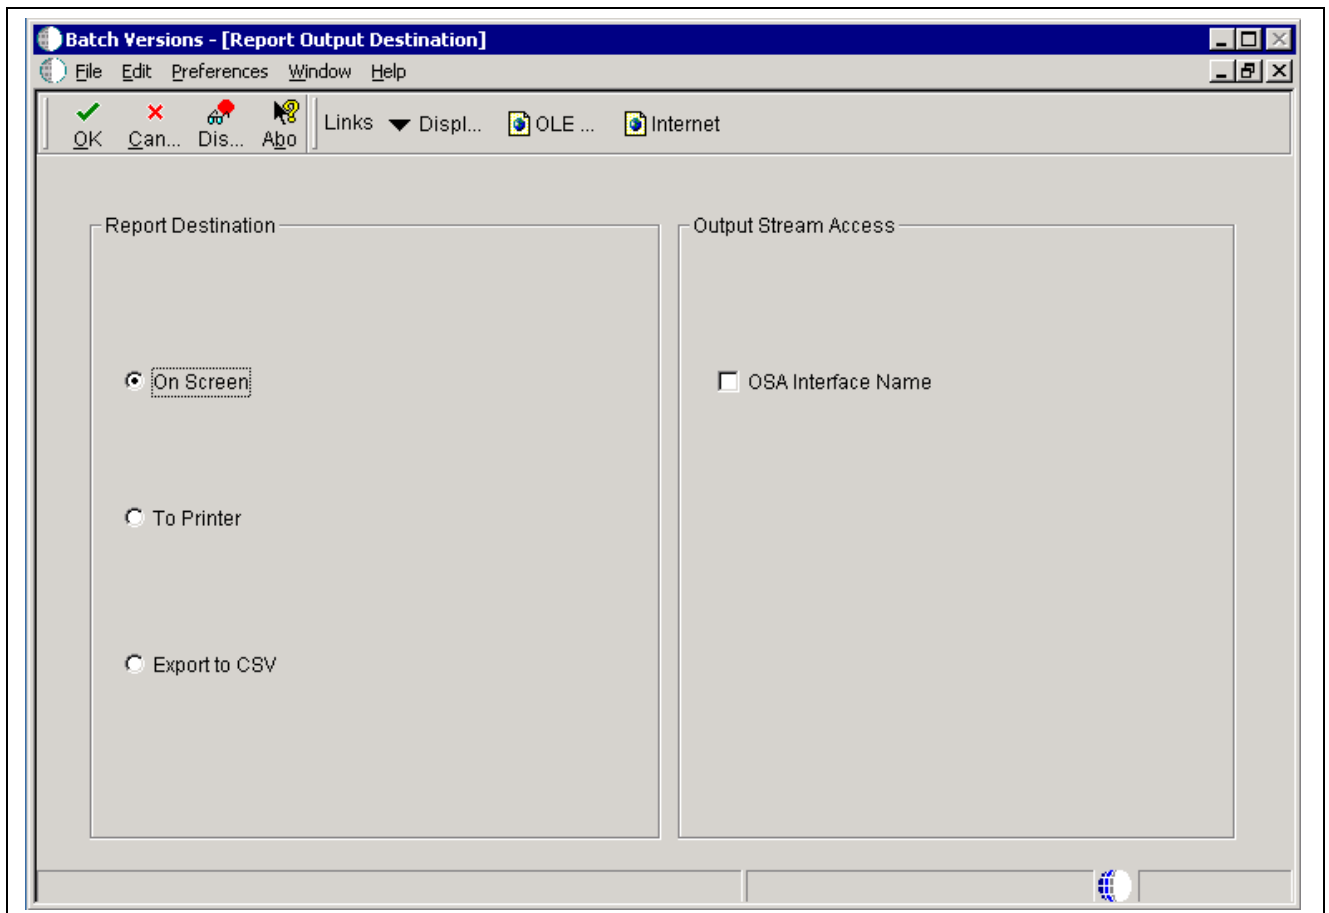 Batch Versions - [Report Output Destination]
File Edit Preferences Window Help
OK Can... Dis... Abo Links Displ... OLE ... Internet
Report Destination
Output Stream Access
On Screen
OSA Interface Name
To Printer
Export to CSV